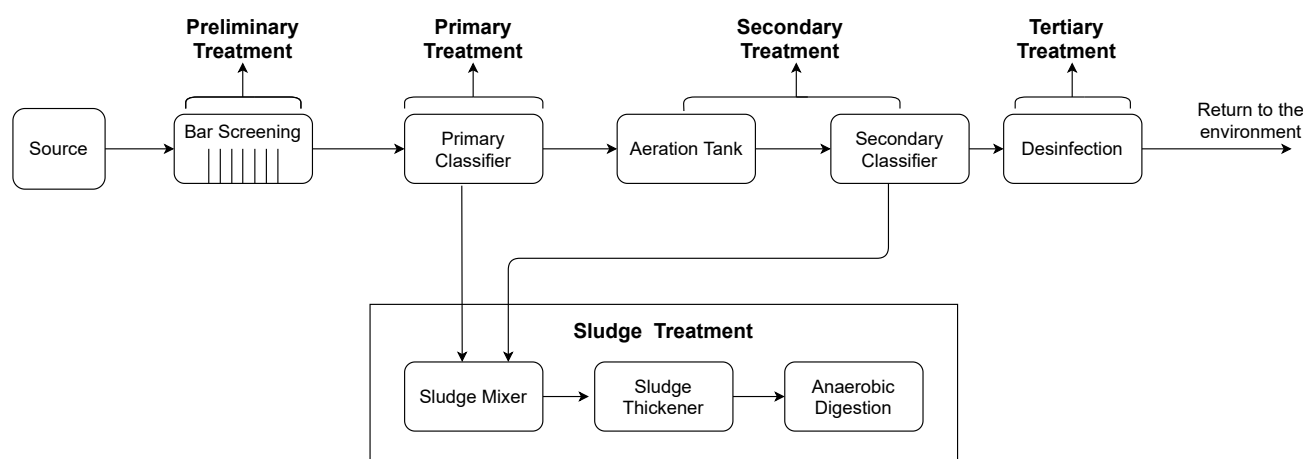 Preliminary
Treatment
Primary
Treatment
Secondary
Treatment
Tertiary
Treatment
Source
Bar Screening
Primary
Classifier
Aeration Tank
Secondary
Classifier
Desinfection
Return to the
environment
Sludge Treatment
Sludge Mixer
Sludge
Thickener
Anaerobic
Digestion